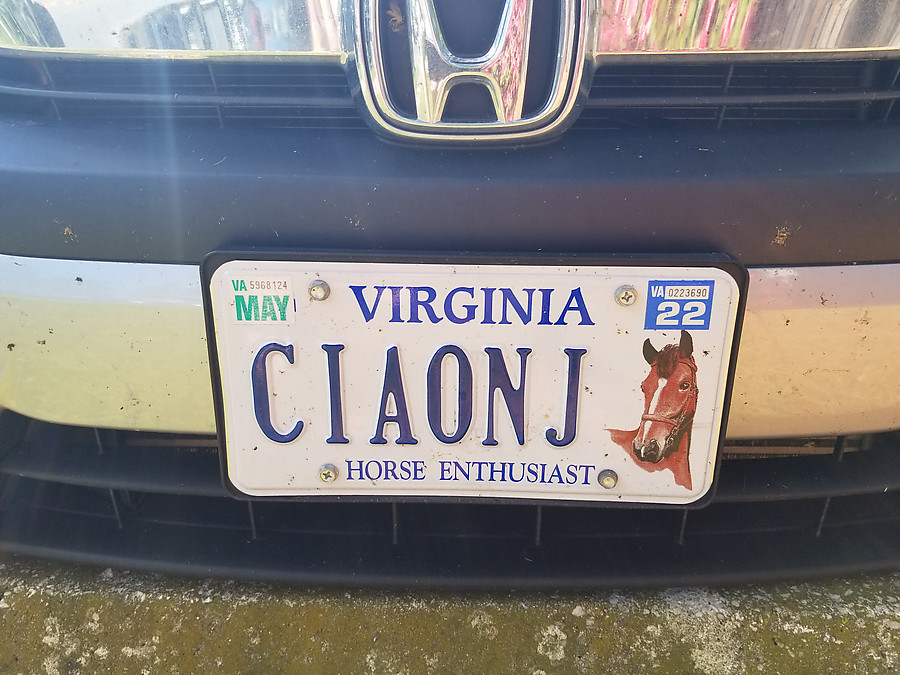 VA 5968124
MAY
VIRGINIA
VA 0223690
22
CIAONJ
HORSE ENTHUSIAST